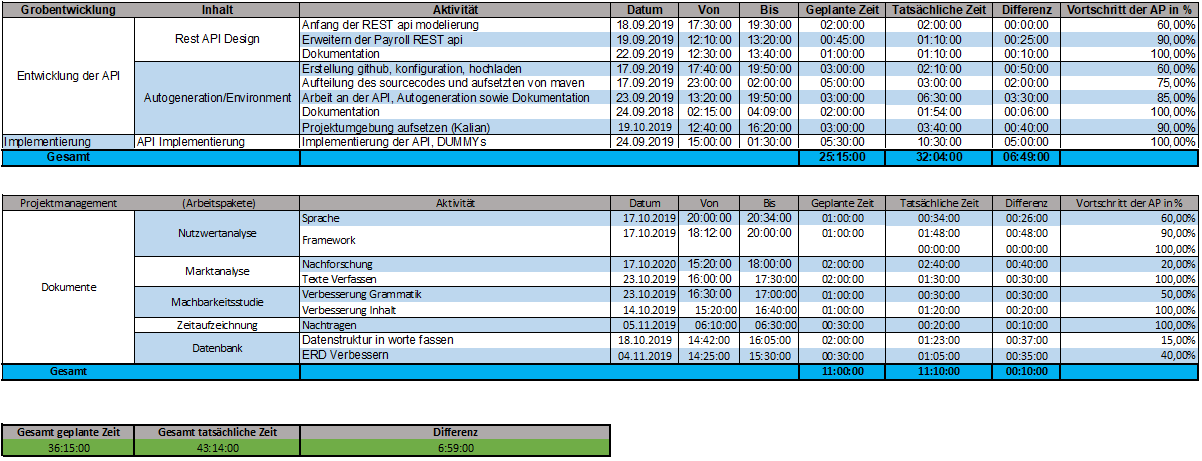 Grobentwicklung Inhalt Aktivität Datum Von Bis Geplante Zeit Tatsächliche Zeit Differenz Vortschritt der AP in %
Entwicklung der API Rest API Design Anfang der REST api modelierung 18.09.2019 17:30:00 19:30:00 02:00:00 02:00:00 00:00:00 60,00%
Erweitern der Payroll REST api 19.09.2019 12:10:00 13:20:00 00:45:00 01:10:00 00:25:00 90,00%
Dokumentation 22.09.2019 12:30:00 13:40:00 01:00:00 01:10:00 00:10:00 100,00%
Autogeneration/Environment Erstellung github, konfiguration, hochladen 17.09.2019 17:40:00 19:50:00 03:00:00 02:10:00 00:50:00 60,00%
Aufteilung des sourcecodes und aufsetzten von maven 17.09.2019 23:00:00 02:00:00 05:00:00 03:00:00 02:00:00 75,00%
Arbeit an der API, Autogeneration sowie Dokumentation 23.09.2019 13:20:00 19:50:00 03:00:00 06:30:00 03:30:00 85,00%
Dokumentation 24.09.2018 02:15:00 04:09:00 02:00:00 01:54:00 00:06:00 100,00%
Projektumgebung aufsetzen (Kalian) 19.10.2019 12:40:00 16:20:00 03:00:00 03:40:00 00:40:00 90,00%
Implementierung API Implementierung Implementierung der API, DUMMYs 24.09.2019 15:00:00 01:30:00 05:30:00 10:30:00 05:00:00 100,00%
Gesamt 25:15:00 32:04:00 06:49:00
Projektmanagement (Arbeitspakete) Aktivität Datum Von Bis Geplante Zeit Tatsächliche Zeit Differenz Vortschritt der AP in %
Dokumente Nutzwertanalyse Sprache 17.10.2019 20:00:00 20:34:00 01:00:00 00:34:00 00:26:00 60,00%
Framework 17.10.2019 18:12:00 20:00:00 01:00:00 01:48:00 00:48:00 90,00%
00:00:00 00:00:00 100,00%
Marktanalyse Nachforschung 17.10.2020 15:20:00 18:00:00 02:00:00 02:40:00 00:40:00 20,00%
Texte Verfassen 23.10.2019 16:00:00 17:30:00 02:00:00 01:30:00 00:30:00 100,00%
Machbarkeitsstudie Verbesserung Grammatik 23.10.2019 16:30:00 17:00:00 01:00:00 00:30:00 00:30:00 50,00%
Verbesserung Inhalt 14.10.2019 15:20:00 16:40:00 01:00:00 01:20:00 00:20:00 100,00%
Zeitaufzeichnung Nachtragen 05.11.2019 06:10:00 06:30:00 00:30:00 00:20:00 00:10:00 100,00%
Datenbank Datenstruktur in worte fassen 18.10.2019 14:42:00 16:05:00 02:00:00 01:23:00 00:37:00 15,00%
ERD Verbessern 04.11.2019 14:25:00 15:30:00 00:30:00 01:05:00 00:35:00 40,00%
Gesamt 11:00:00 11:10:00 00:10:00
Gesamt geplante Zeit Gesamt tatsächliche Zeit Differenz
36:15:00 43:14:00 6:59:00